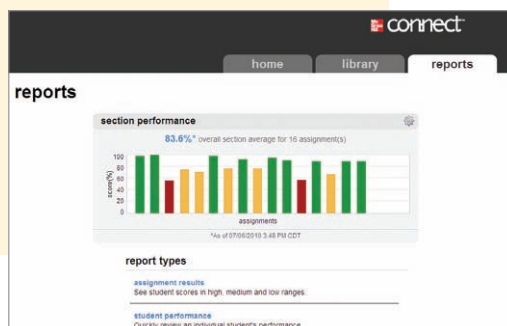 connect
home library reports
reports
section performance
83.6%* overall section average for 16 assignment(s)
100
80
60
40
20
0
score(%)
assignments
*As of 07/06/2010 3:48 PM CDT
report types
assignment results
See student scores in high, medium and low ranges.
student performance
Quickly review an individual student's performance